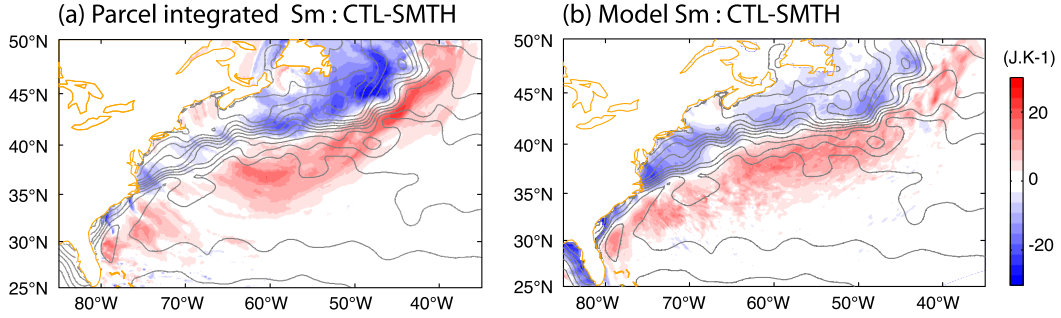 (a) Parcel integrated Sm : CTL-SMTH
(b) Model Sm : CTL-SMTH
50°N
45°N
40°N
35°N
30°N
25°N
80°W 70°W 60°W 50°W 40°W
50°N
45°N
40°N
35°N
30°N
25°N
80°W 70°W 60°W 50°W 40°W
(J.K-1)
20
0
-20